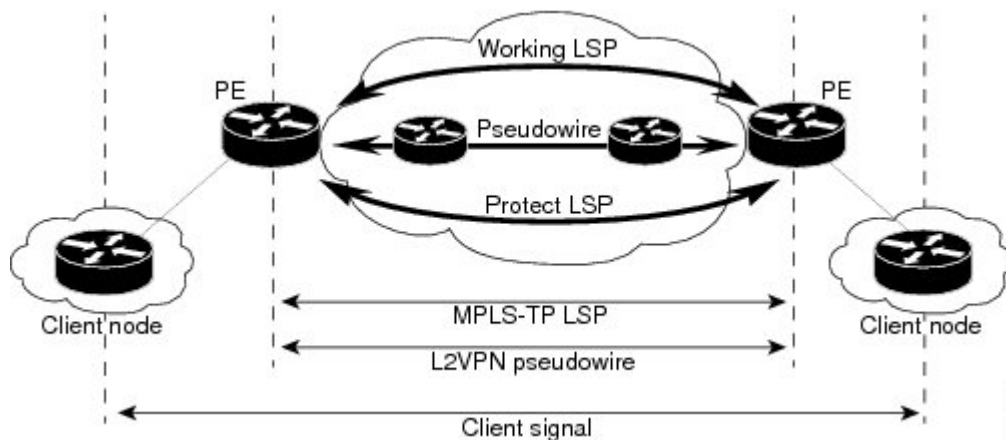 Working LSP
PE
PE
Pseudowire
Protect LSP
Client node
Client node
MPLS-TP LSP
L2VPN pseudowire
Client signal